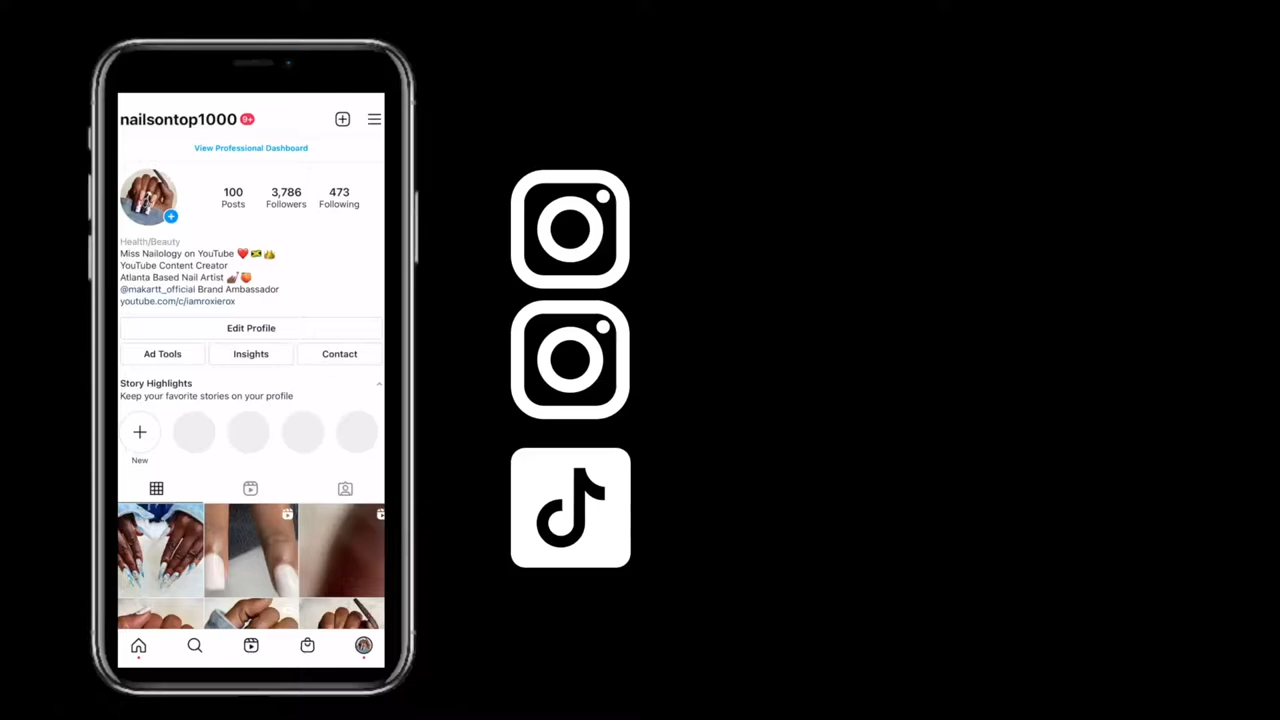 nailsontop1000 9+
View Professional Dashboard
100 3,786 473
Posts Followers Following
Health/Beauty
Miss Nailology on YouTube ❤️🇯🇲👑
YouTube Content Creator
Atlanta Based Nail Artist 💅🏿🍑
@makartt_official Brand Ambassador
youtube.com/c/iamroxierox
Edit Profile
Ad Tools Insights Contact
Story Highlights
Keep your favorite stories on your profile
New